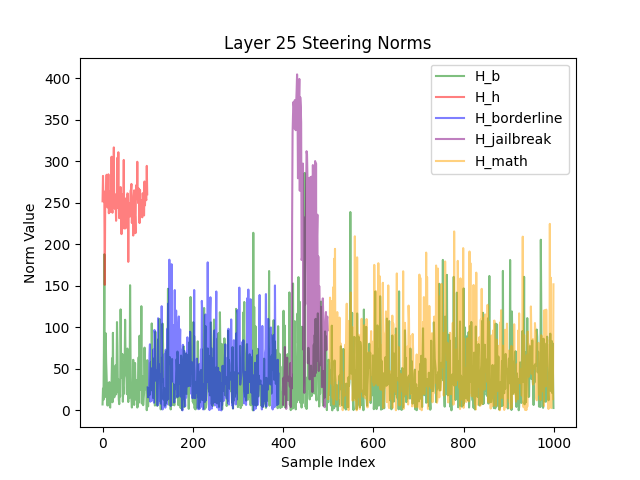 Layer 25 Steering Norms
Norm Value
400
350
300
250
200
150
100
50
0
H_b
H_h
H_borderline
H_jailbreak
H_math
0
200
400
600
800
1000
Sample Index